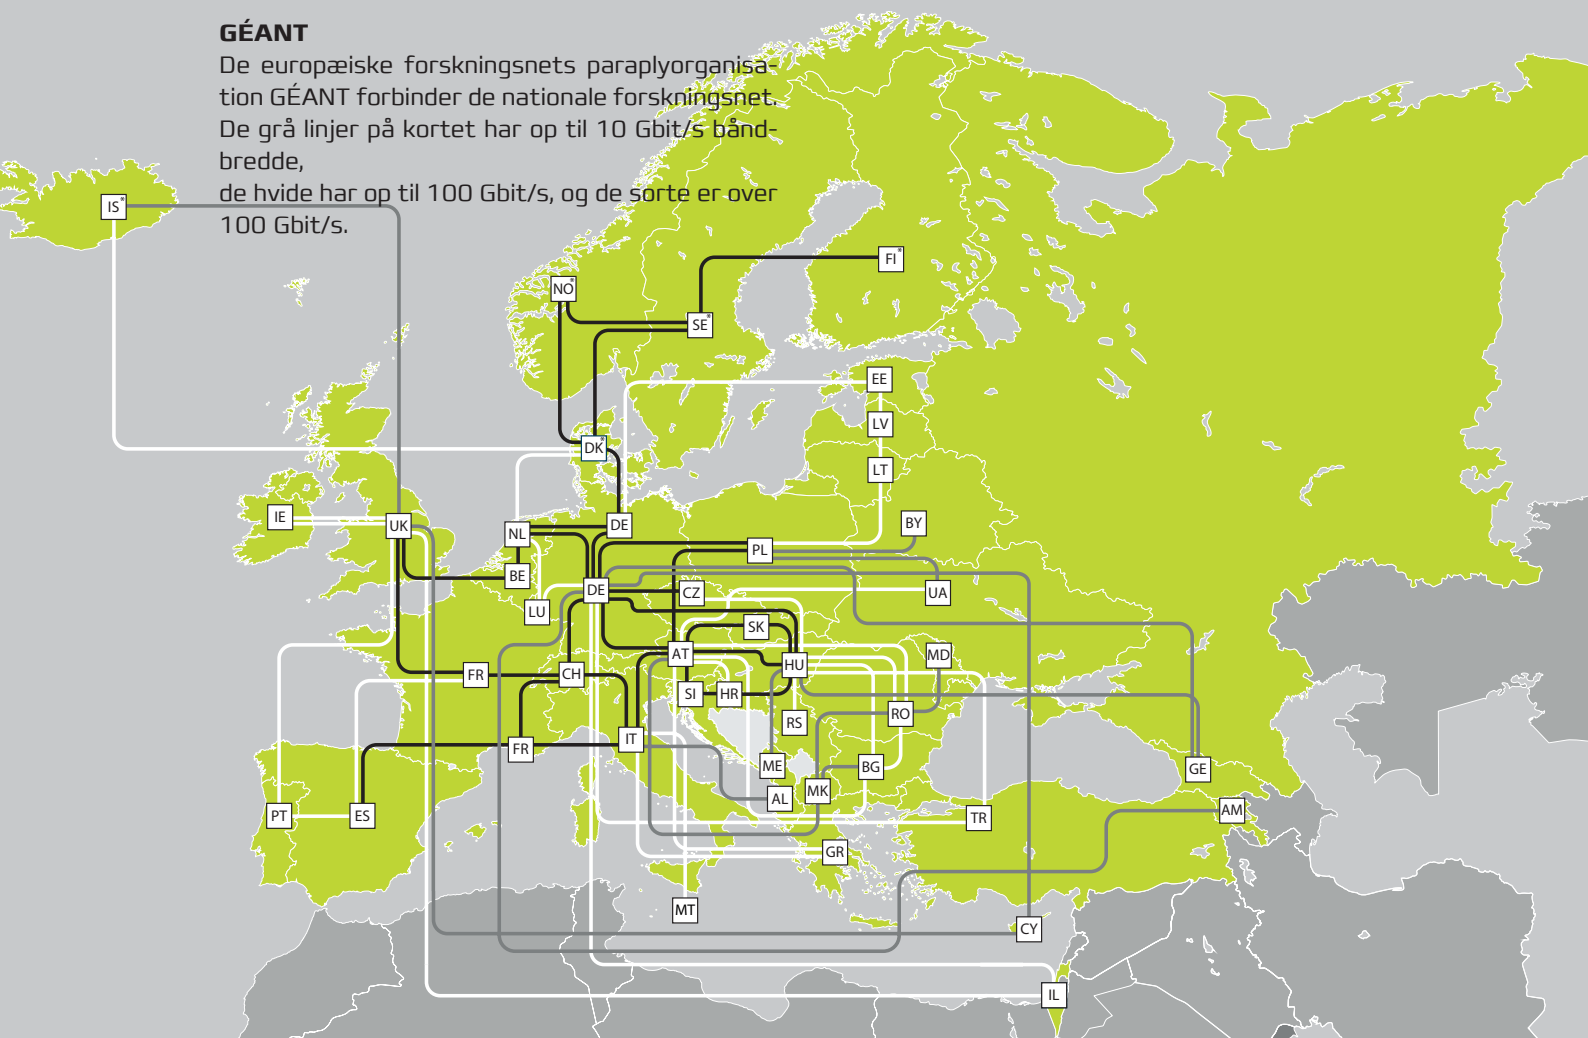 GÉANT
De europæiske forskningsnets paraplyorganisa-
tion GÉANT forbinder de nationale forskningsnet.
De grå linjer på kortet har op til 10 Gbit/s bånd-
bredde,
de hvide har op til 100 Gbit/s, og de sorte er over
100 Gbit/s.
IS*
FI*
NO*
SE*
EE
LV
DK*
LT
IE
UK
NL
DE
BY
PL
BE
DE
CZ
UA
LU
SK
AT
HU
MD
FR
CH
SI
HR
RO
RS
IT
FR
ME
BG
GE
MK
AL
PT
ES
TR
AM
GR
MT
CY
IL